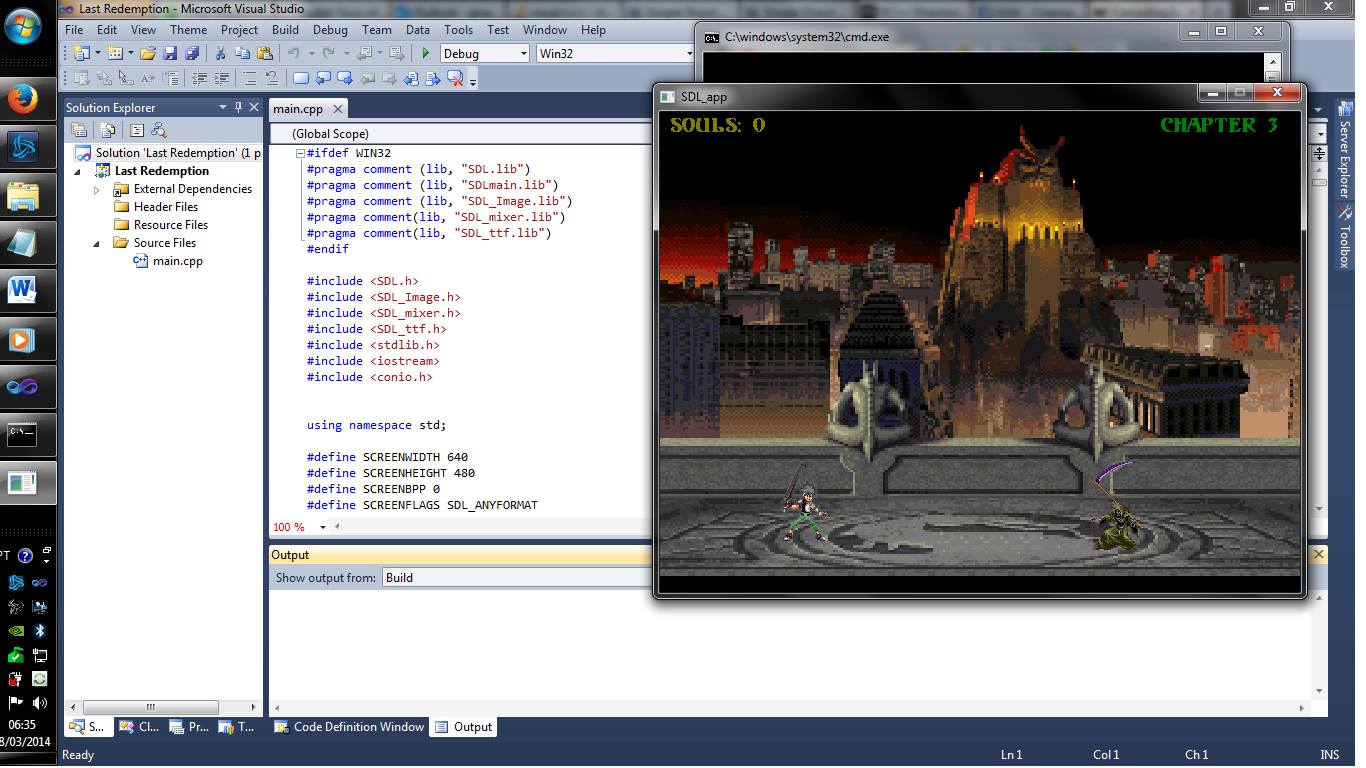 Last Redemption - Microsoft Visual Studio
File Edit View Theme Project Build Debug Team Data Tools Test Window Help
Debug
Win32
C:\windows\system32\cmd.exe
SDL_app
SOULS: 0
CHAPTER 3
Solution Explorer
Solution 'Last Redemption' (1 p
Last Redemption
External Dependencies
Header Files
Resource Files
Source Files
main.cpp
main.cpp
(Global Scope)
#ifdef WIN32
#pragma comment (lib, "SDL.lib")
#pragma comment (lib, "SDLmain.lib")
#pragma comment (lib, "SDL_Image.lib")
#pragma comment(lib, "SDL_mixer.lib")
#pragma comment(lib, "SDL_ttf.lib")
#endif
#include <SDL.h>
#include <SDL_Image.h>
#include <SDL_mixer.h>
#include <SDL_ttf.h>
#include <stdlib.h>
#include <iostream>
#include <conio.h>
using namespace std;
#define SCREENWIDTH 640
#define SCREENHEIGHT 480
#define SCREENBPP 0
#define SCREENFLAGS SDL_ANYFORMAT
100 %
Output
Show output from: Build
Server Explorer
Toolbox
S... Cl... Pr... T...
Code Definition Window Output
PT
06:35
8/03/2014
Ready
Ln 1 Col 1 Ch 1 INS